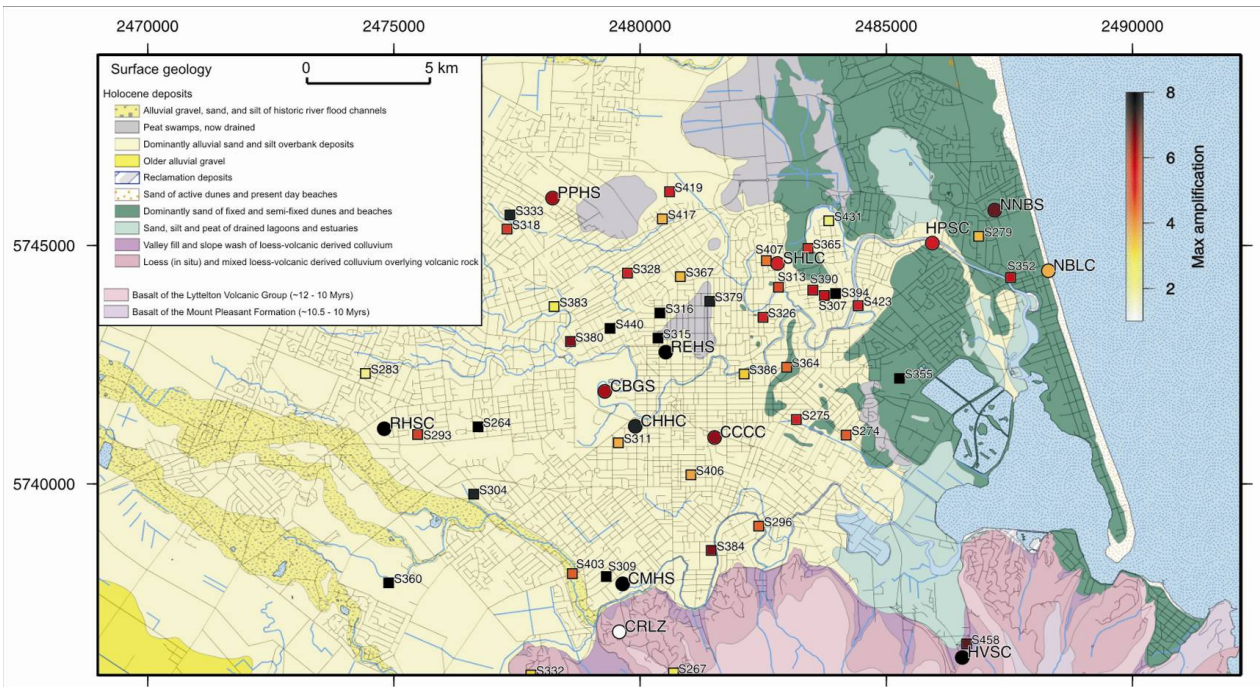 2470000 2475000 2480000 2485000 2490000
Surface geology
0 5 km
Holocene deposits
Alluvial gravel, sand, and silt of historic river flood channels
Peat swamps, now drained
Dominantly alluvial sand and silt overbank deposits
Older alluvial gravel
Reclamation deposits
Sand of active dunes and present day beaches
Dominantly sand of fixed and semi-fixed dunes and beaches
Sand, silt and peat of drained lagoons and estuaries
Valley fill and slope wash of loess-volcanic derived colluvium
Loess (in situ) and mixed loess-volcanic derived colluvium overlying volcanic rock
Basalt of the Lyttelton Volcanic Group (~12 - 10 Myrs)
Basalt of the Mount Pleasant Formation (~10.5 - 10 Myrs)
8
6
4
2
Max amplification
5745000
5740000
S419
PPHS
S333
S417
S318
S431
NNBS
S279
HPSC
S365
S407
SHLC
S328
S367
NBLC
S352
S313
S390
S394
S307
S423
S379
S383
S316
S326
S440
S315
S380
REHS
S364
S386
S283
S355
CBGS
S275
RHSC
S264
CHHC
S293
CCCC
S274
S311
S406
S304
S296
S384
S403
S309
S360
CMHS
CRLZ
S458
HVSC
S332
S267